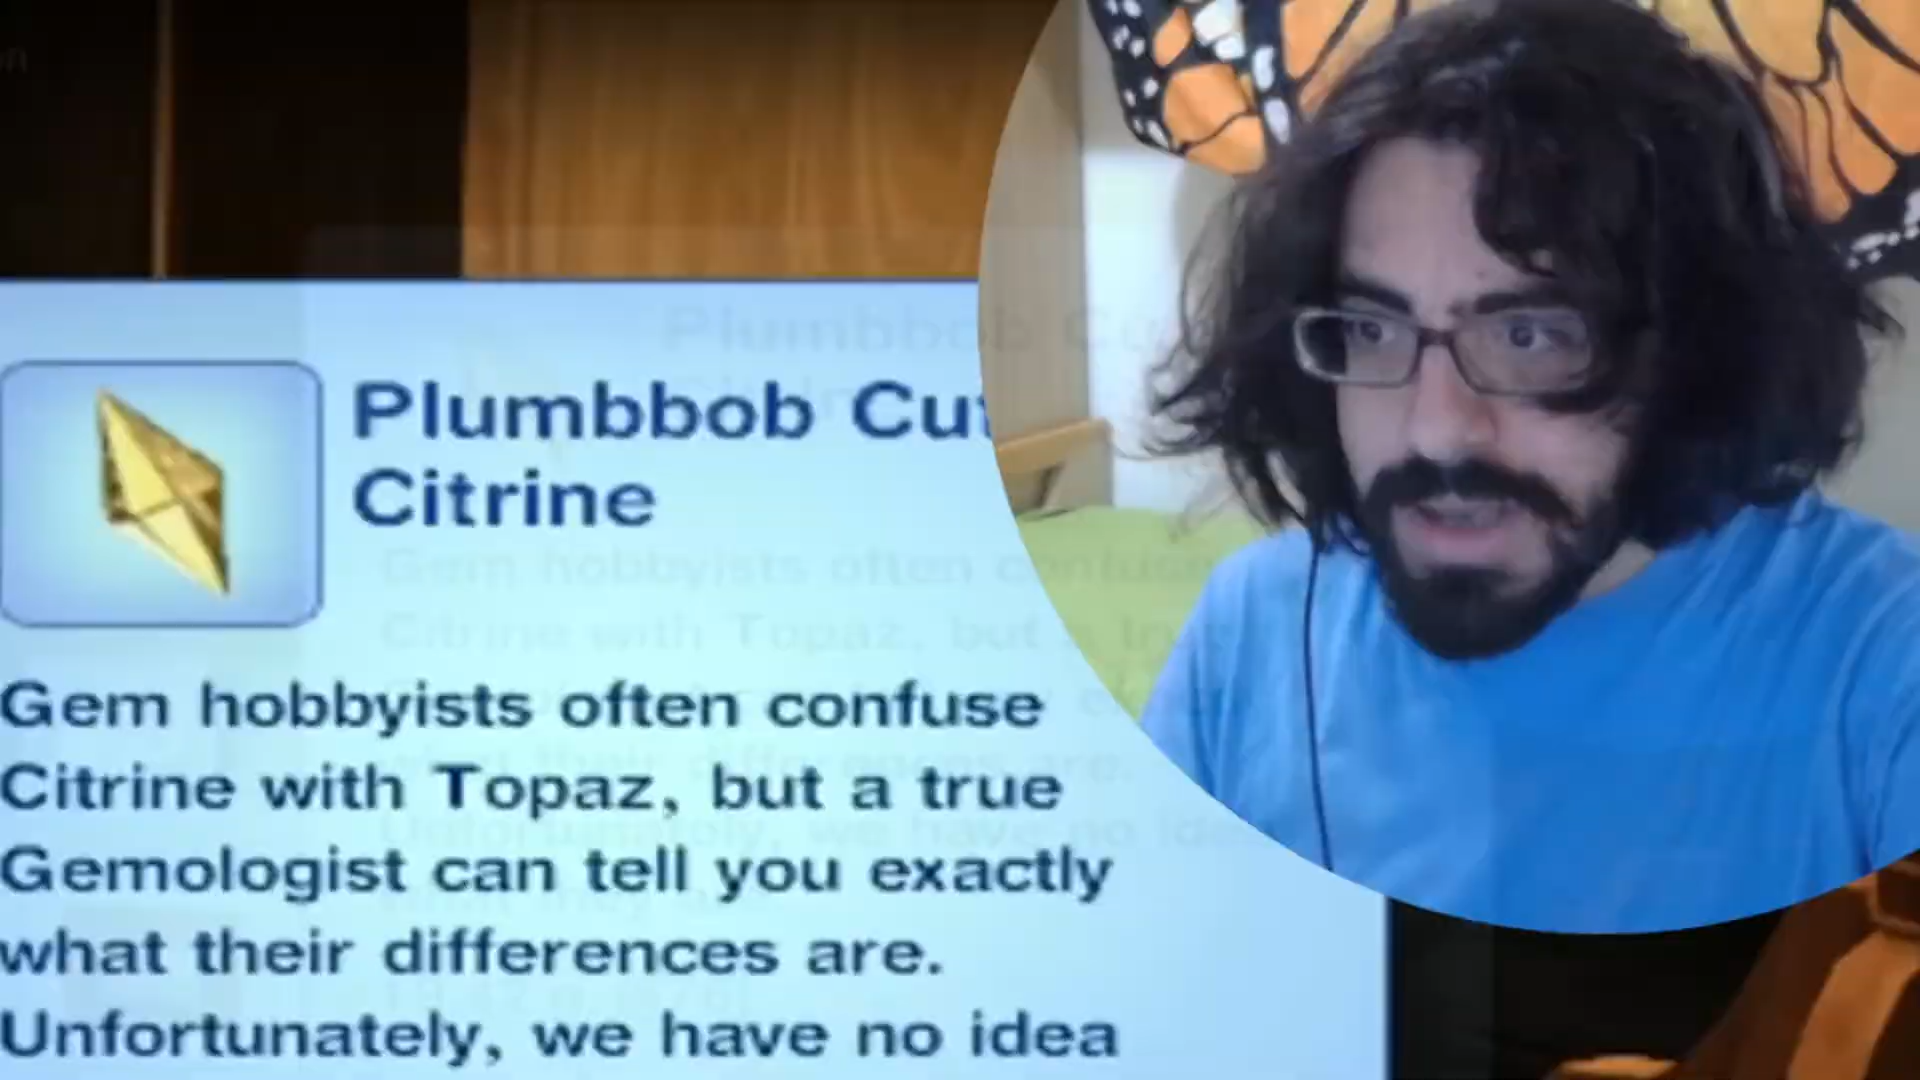 Plumbbob Cut
Citrine
Gem hobbyists often confuse
Citrine with Topaz, but a true
Gemologist can tell you exactly
what their differences are.
Unfortunately, we have no idea